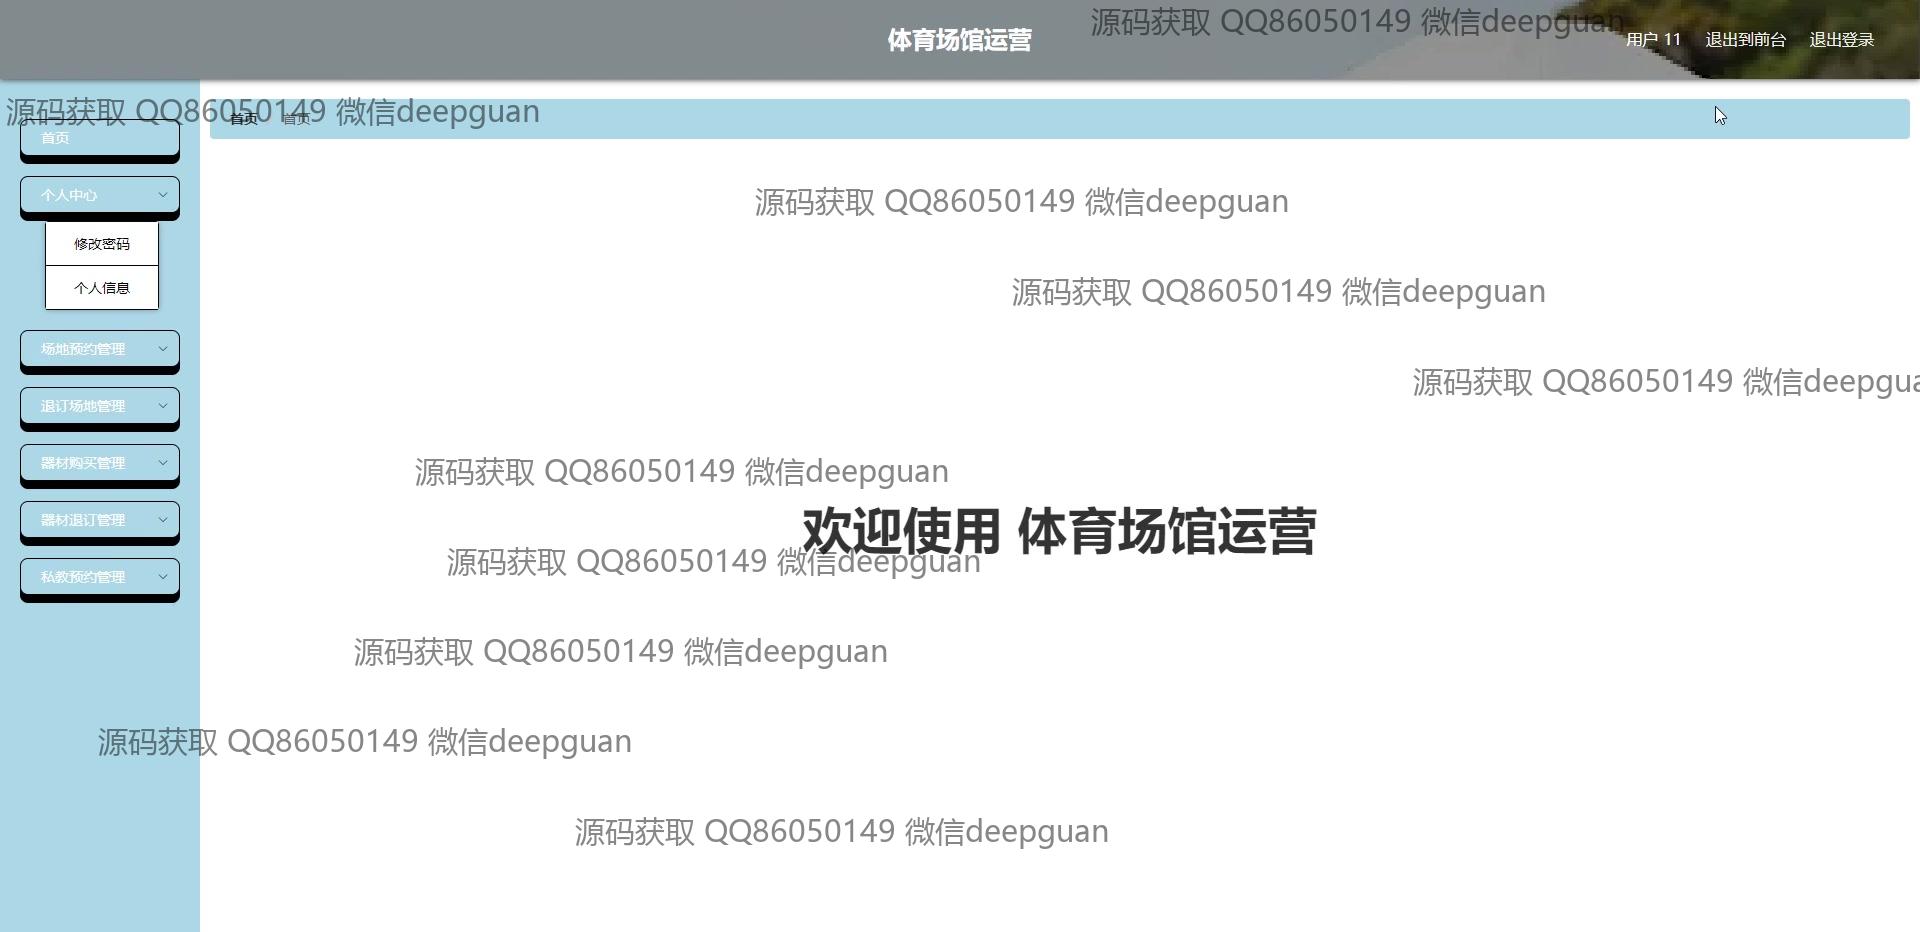 源码获取 QQ86050149 微信deepguan
体育场馆运营
用户 11
退出到前台
退出登录
源码获取 QQ86050149 微信deepguan
首页
首页
首页
个人中心
修改密码
个人信息
场地预约管理
退订场地管理
器材购买管理
器材退订管理
私教预约管理
源码获取 QQ86050149 微信deepguan
源码获取 QQ86050149 微信deepguan
源码获取 QQ86050149 微信deepgua
源码获取 QQ86050149 微信deepguan
欢迎使用 体育场馆运营
源码获取 QQ86050149 微信deepguan
源码获取 QQ86050149 微信deepguan
源码获取 QQ86050149 微信deepguan
源码获取 QQ86050149 微信deepguan